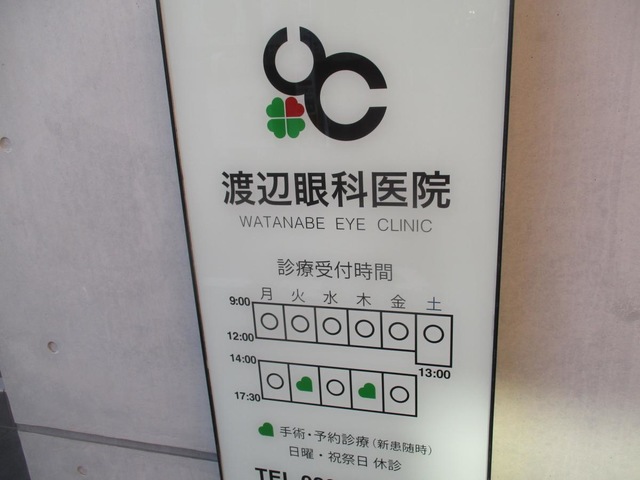 渡辺眼科医院
WATANABE EYE CLINIC
診療受付時間
月 火 水 木 金 土
9:00 ○ ○ ○ ○ ○ ○
12:00
13:00
14:00 ○ ○ ○
17:30
手術・予約診療(新患随時)
日曜・祝祭日 休診
TEL